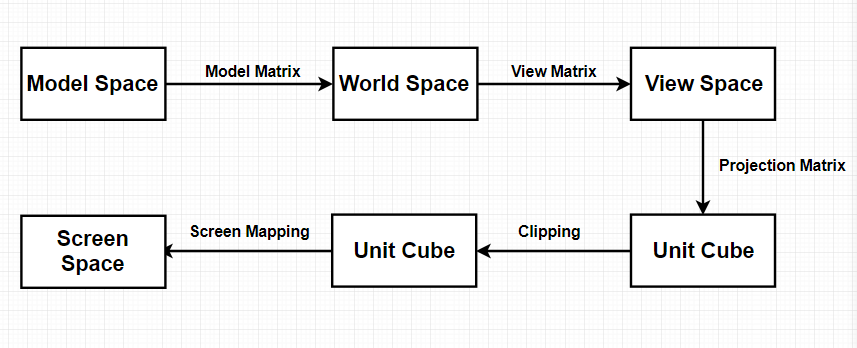 Model Space
Model Matrix
World Space
View Matrix
View Space
Projection Matrix
Unit Cube
Clipping
Unit Cube
Screen Mapping
Screen
Space